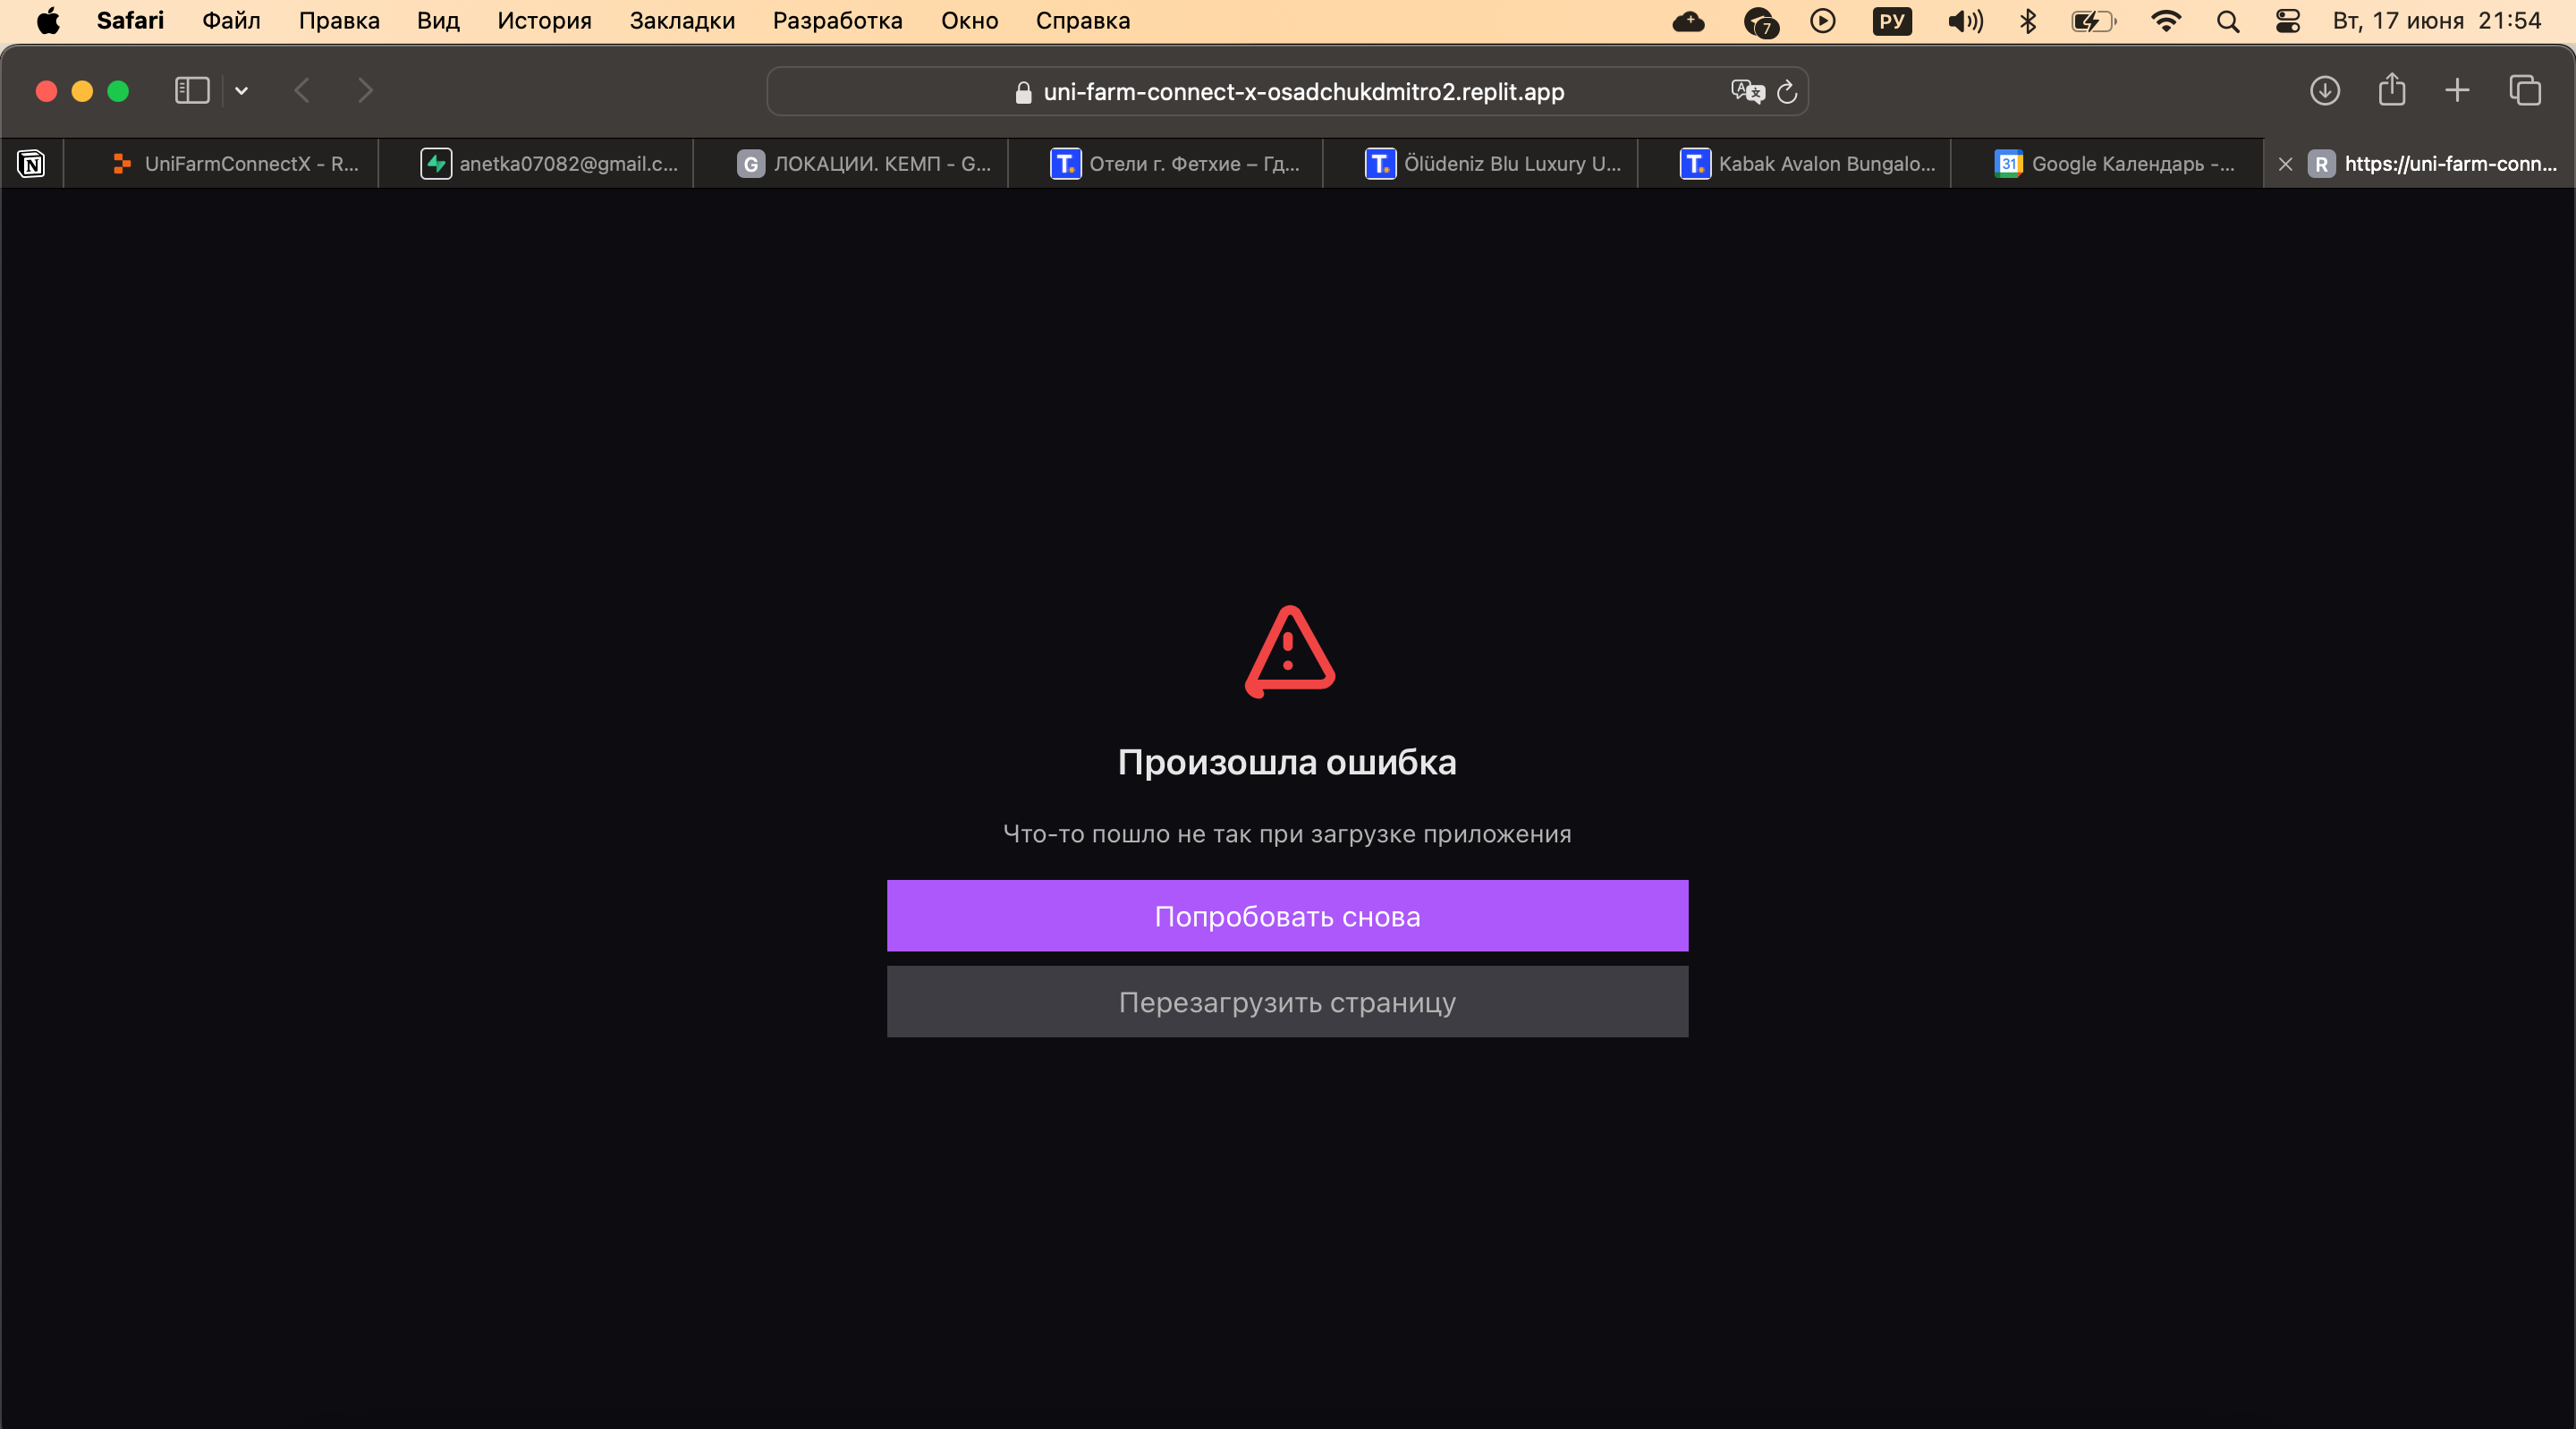 Safari Файл Правка Вид История Закладки Разработка Окно Справка 7 РУ Вт, 17 июня 21:54
uni-farm-connect-x-osadchukdmitro2.replit.app
UniFarmConnectX - R... anetka07082@gmail.c... G ЛОКАЦИИ. КЕМП - G... T. Отели г. Фетхие – Гд... T. Ölüdeniz Blu Luxury U... T. Kabak Avalon Bungalo... 31 Google Календарь -... R https://uni-farm-conn...
Произошла ошибка
Что-то пошло не так при загрузке приложения
Попробовать снова
Перезагрузить страницу